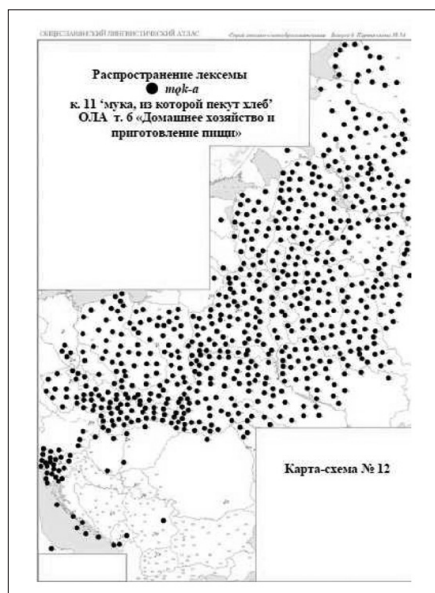 ОБЩЕСЛАВЯНСКИЙ ЛИНГВИСТИЧЕСКИЙ АТЛАС
Распространение лексемы
● mǫk-a
к. 11 ‘мука, из которой пекут хлеб’
ОЛА т. 6 «Домашнее хозяйство и
приготовление пищи»
Карта-схема № 12